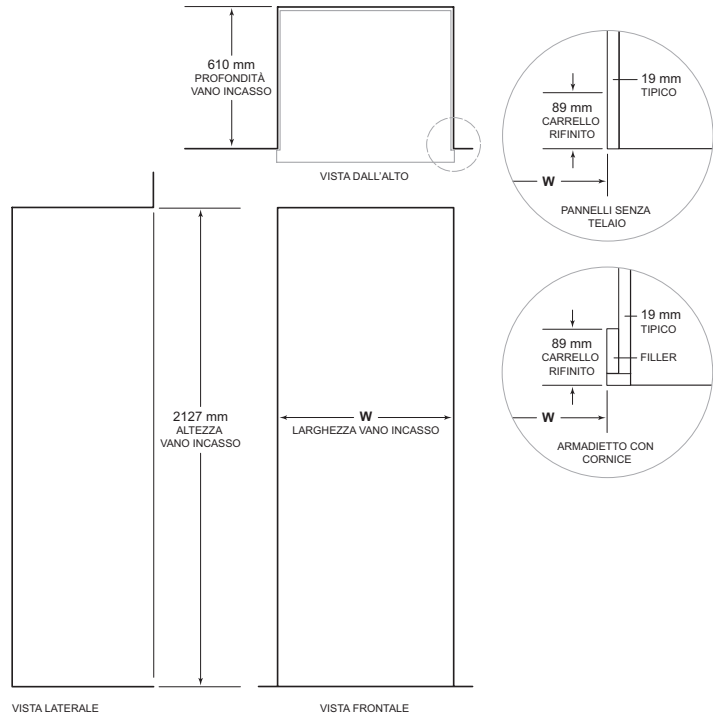 610 mm
PROFONDITÀ
VANO INCASSO
VISTA DALL'ALTO
19 mm
TIPICO
89 mm
CARRELLO
RIFINITO
W
PANNELLI SENZA
TELAIO
19 mm
TIPICO
89 mm
CARRELLO
RIFINITO
FILLER
W
ARMADIETTO CON
CORNICE
2127 mm
ALTEZZA
VANO INCASSO
W
LARGHEZZA VANO INCASSO
VISTA LATERALE
VISTA FRONTALE